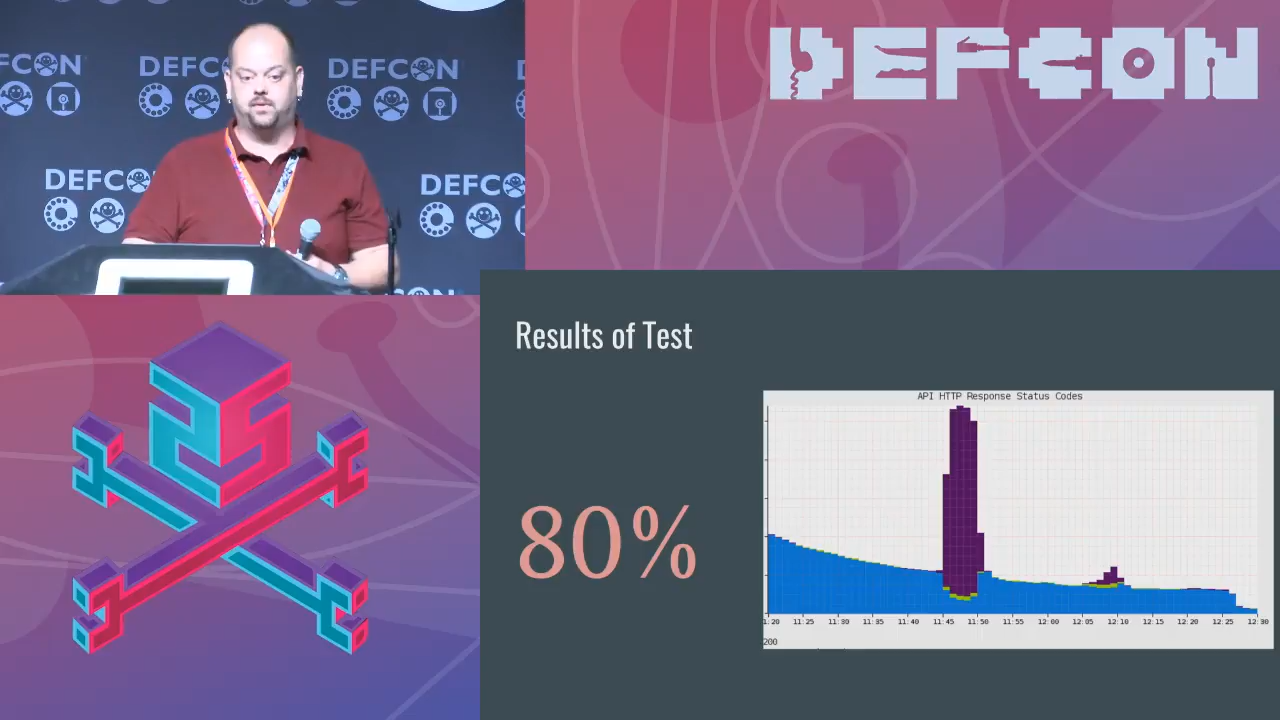 DEFCON
DEFCON
DEFCON
DEFCON
DEFCON
DEFCON
25
Results of Test
80%
API HTTP Response Status Codes
1:20 11:25 11:30 11:35 11:40 11:45 11:50 11:55 12:00 12:05 12:10 12:15 12:20 12:25 12:30
200